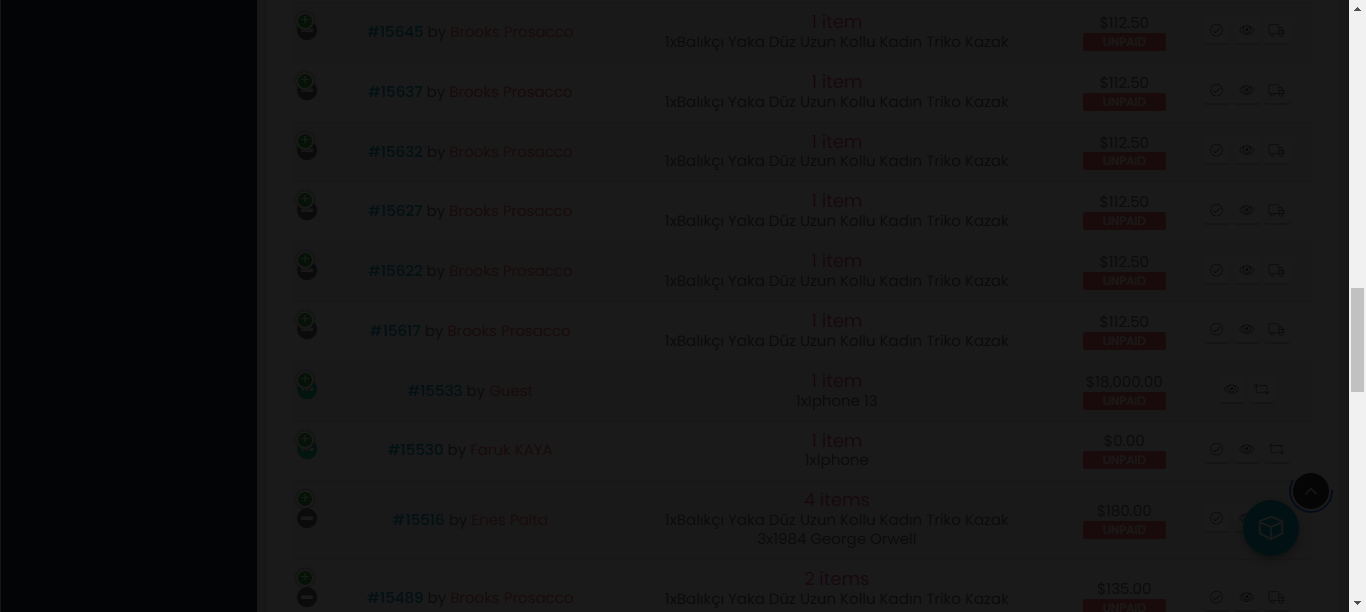 #15645 by Brooks Prosacco
1 item
1xBalıkçı Yaka Düz Uzun Kollu Kadın Triko Kazak
$112.50
UNPAID
#15637 by Brooks Prosacco
1 item
1xBalıkçı Yaka Düz Uzun Kollu Kadın Triko Kazak
$112.50
UNPAID
#15632 by Brooks Prosacco
1 item
1xBalıkçı Yaka Düz Uzun Kollu Kadın Triko Kazak
$112.50
UNPAID
#15627 by Brooks Prosacco
1 item
1xBalıkçı Yaka Düz Uzun Kollu Kadın Triko Kazak
$112.50
UNPAID
#15622 by Brooks Prosacco
1 item
1xBalıkçı Yaka Düz Uzun Kollu Kadın Triko Kazak
$112.50
UNPAID
#15617 by Brooks Prosacco
1 item
1xBalıkçı Yaka Düz Uzun Kollu Kadın Triko Kazak
$112.50
UNPAID
#15533 by Guest
1 item
1xiphone 13
$18,000.00
UNPAID
#15530 by Faruk KAYA
1 item
1xIphone
$0.00
UNPAID
#15516 by Enes Palta
4 items
1xBalıkçı Yaka Düz Uzun Kollu Kadın Triko Kazak
3x1984 George Orwell
$180.00
UNPAID
#15489 by Brooks Prosacco
2 items
1xBalıkçı Yaka Düz Uzun Kollu Kadın Triko Kazak
$135.00
UNPAID